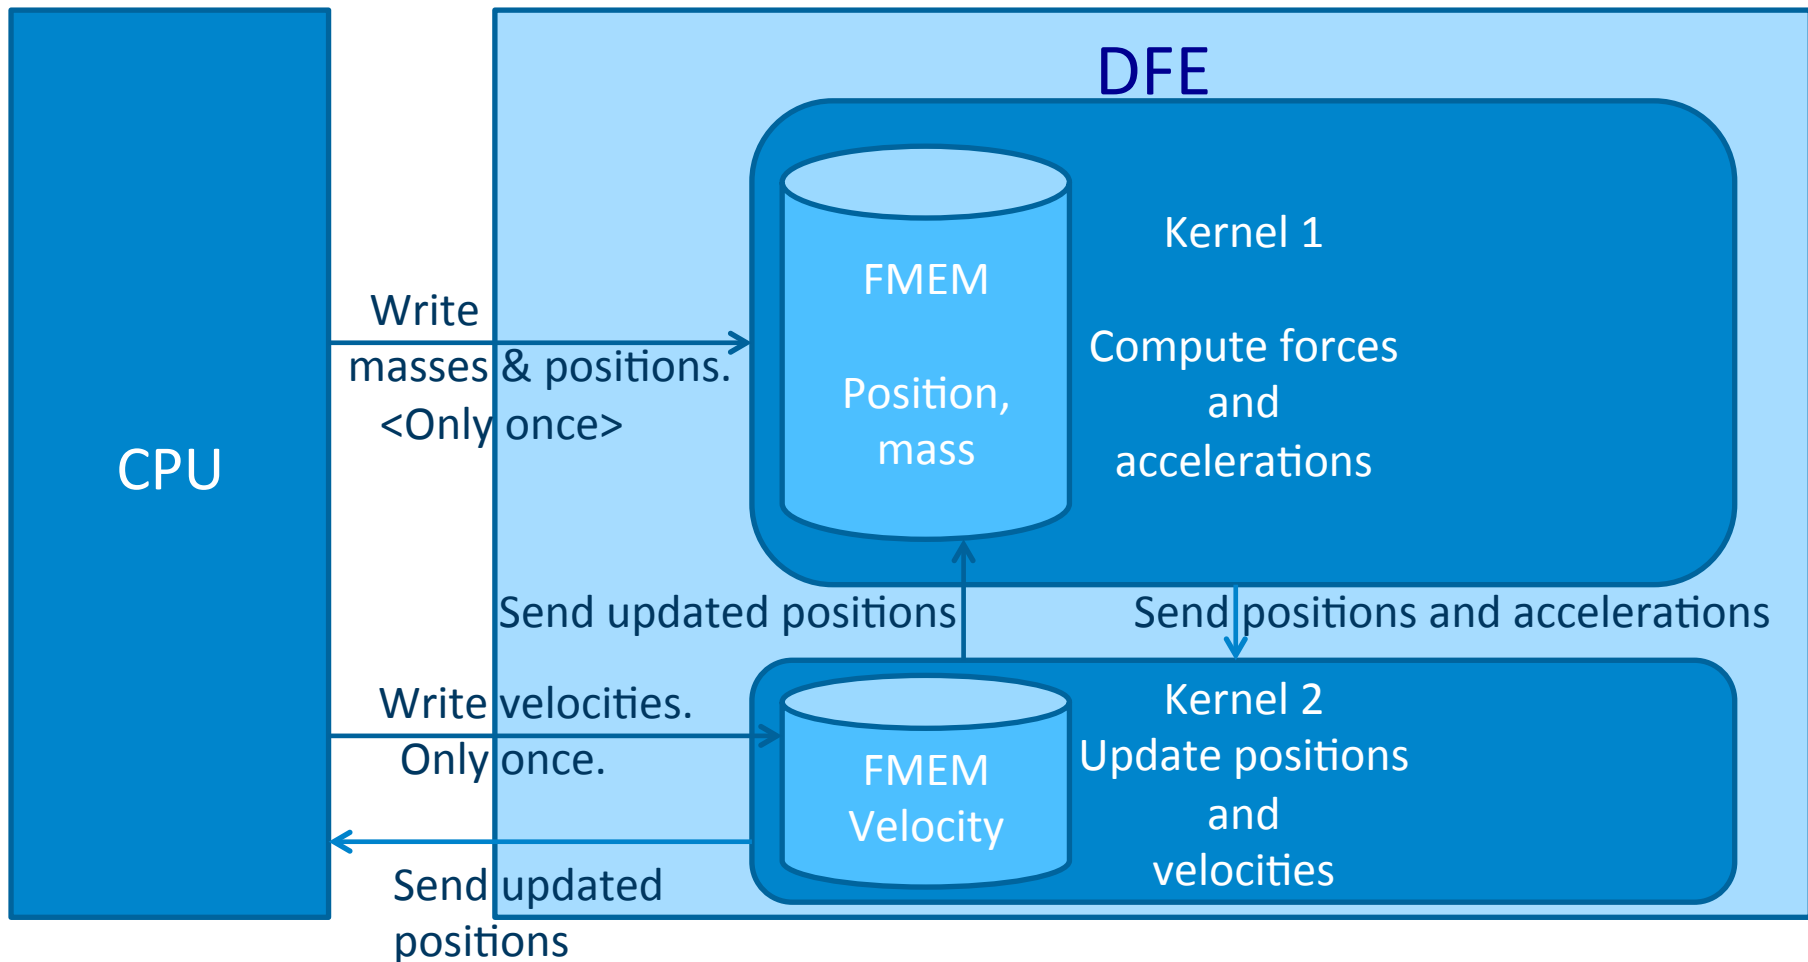 DFE
CPU
Write
masses & positions.
<Only once>
FMEM
Position,
mass
Kernel 1
Compute forces
and
accelerations
Send updated positions
Send positions and accelerations
Write velocities.
Only once.
FMEM
Velocity
Kernel 2
Update positions
and
velocities
Send updated
positions